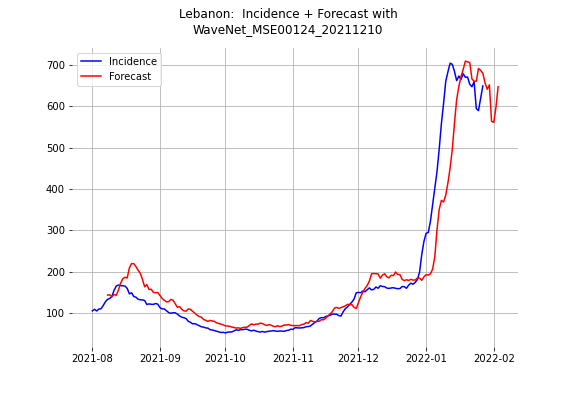 Lebanon:  Incidence + Forecast with
WaveNet_MSE00124_20211210
Incidence
Forecast
700
600
500
400
300
200
100
2021-08 2021-09 2021-10 2021-11 2021-12 2022-01 2022-02